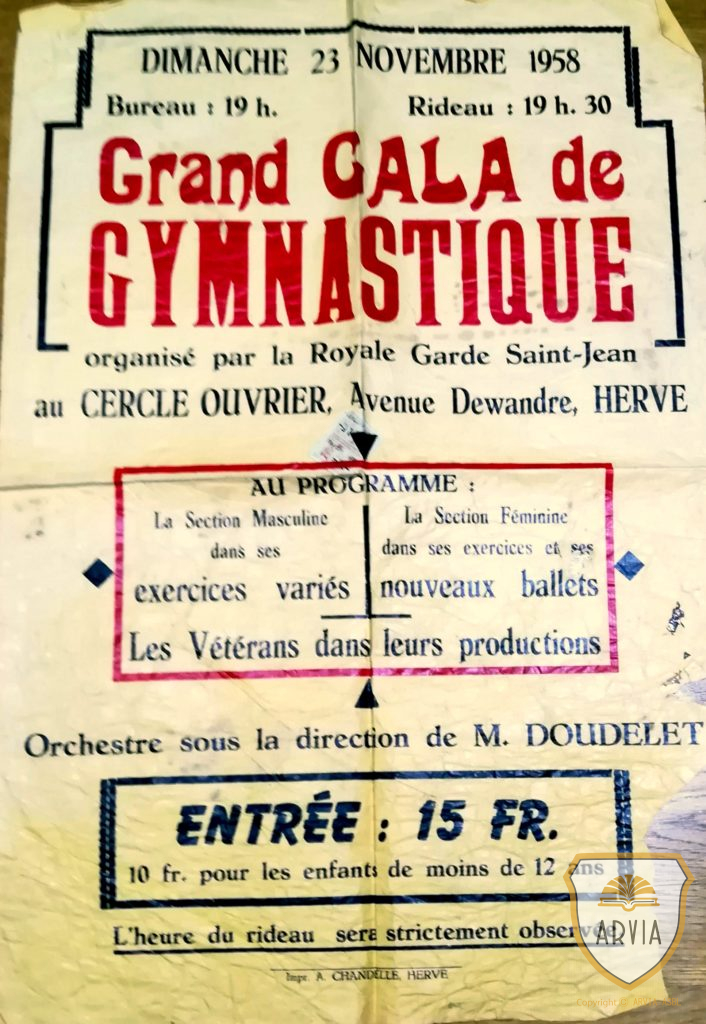 DIMANCHE 23 NOVEMBRE 1958
Bureau : 19 h. Rideau : 19 h. 30
Grand GALA de
GYMNASTIQUE
organisé par la Royale Garde Saint-Jean
au CERCLE OUVRIER, Avenue Dewandre, HERVE
AU PROGRAMME :
La Section Masculine
dans ses
exercices variés
La Section Féminine
dans ses exercices et ses
nouveaux ballets
Les Vétérans dans leurs productions
Orchestre sous la direction de M. DOUDELET
ENTRÉE : 15 FR.
10 fr. pour les enfants de moins de 12 ans
L'heure du rideau sera strictement observée
Impr. A. CHANDELLE, HERVE
ARVIA
Copyright